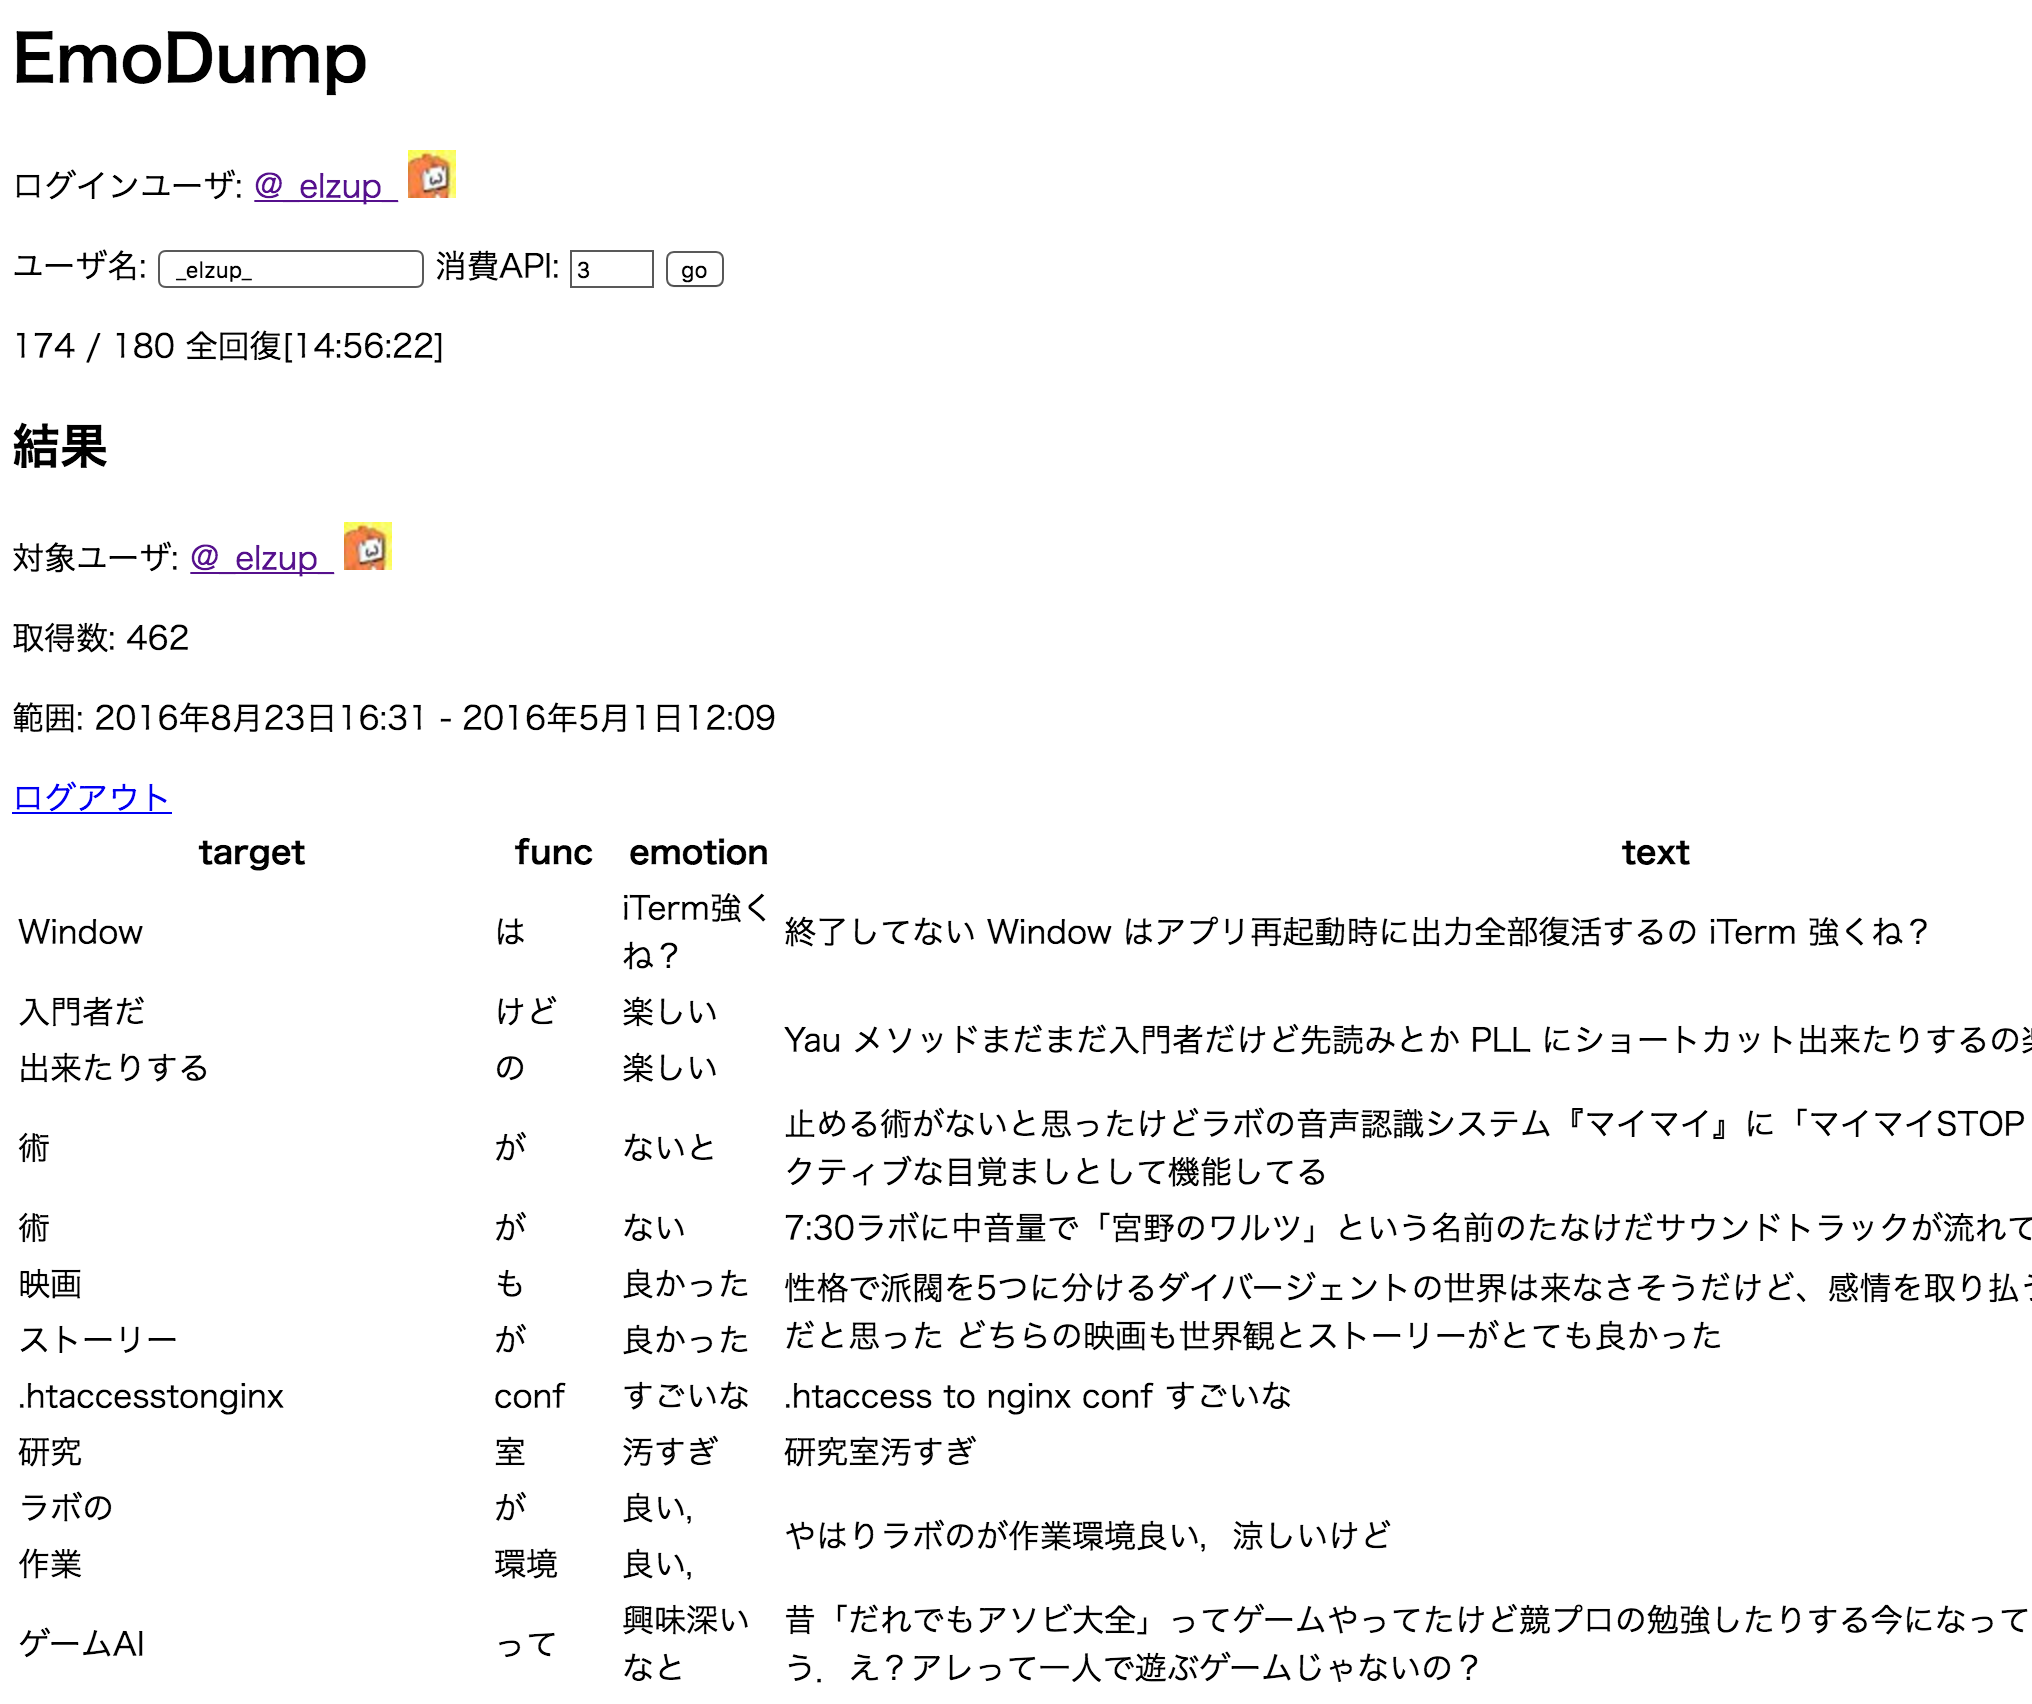 EmoDump
ログインユーザ: @_elzup_
ユーザ名: _elzup_ 消費API: 3 go
174 / 180 全回復[14:56:22]
結果
対象ユーザ: @_elzup_
取得数: 462
範囲: 2016年8月23日16:31 - 2016年5月1日12:09
ログアウト
target func emotion text
Window は iTerm強く
ね？ 終了してない Window はアプリ再起動時に出力全部復活するの iTerm 強くね？
入門者だ けど 楽しい
Yau メソッドまだまだ入門者だけど先読みとか PLL にショートカット出来たりするの
出来たりする の 楽しい
術 が ないと 止める術がないと思ったけどラボの音声認識システム『マイマイ』に「マイマイSTOP
クティブな目覚ましとして機能してる
術 が ない 7:30ラボに中音量で「宮野のワルツ」という名前のたなけだサウンドトラックが流れて
映画 も 良かった 性格で派閥を5つに分けるダイバージェントの世界は来なさそうだけど、感情を取り払う
ストーリー が 良かった だと思った どちらの映画も世界観とストーリーがとても良かった
.htaccesstonginx conf すごいな .htaccess to nginx conf すごいな
研究 室 汚すぎ 研究室汚すぎ
ラボの が 良い,
やはりラボのが作業環境良い，涼しいけど
作業 環境 良い,
ゲームAI って 興味深い
なと 昔「だれでもアソビ大全」ってゲームやってたけど競プロの勉強したりする今になって
う．え？アレって一人で遊ぶゲームじゃないの？